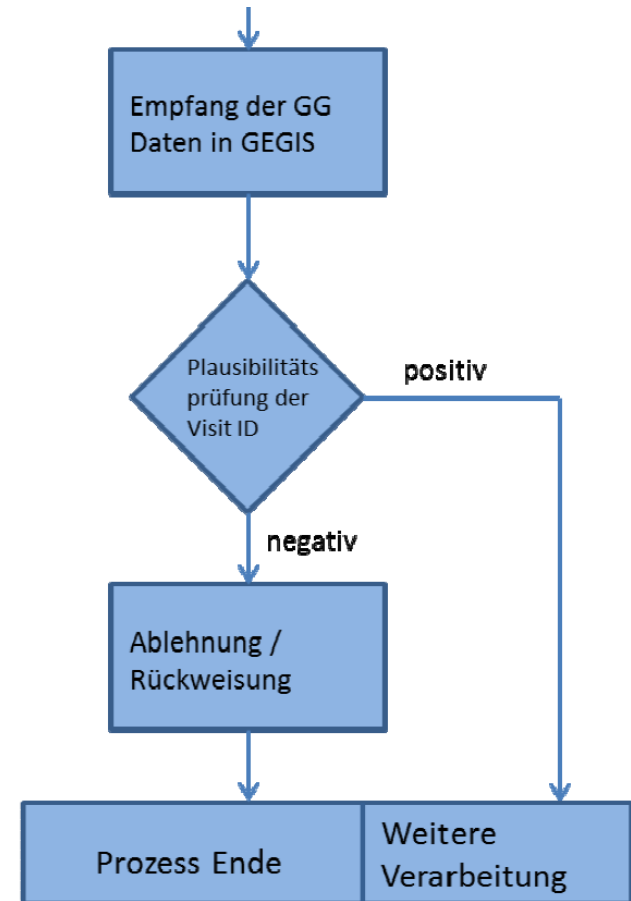 Empfang der GG
Daten in GEGIS
Plausibilitäts
prüfung der
Visit ID
positiv
negativ
Ablehnung /
Rückweisung
Prozess Ende
Weitere
Verarbeitung